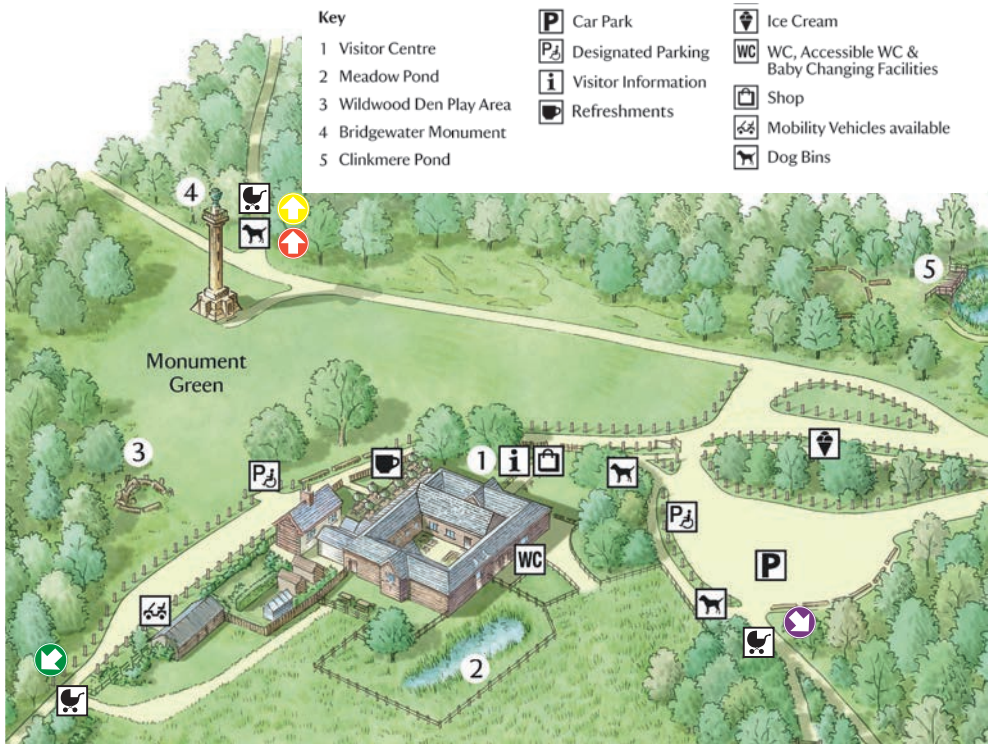 Key
1 Visitor Centre
2 Meadow Pond
3 Wildwood Den Play Area
4 Bridgewater Monument
5 Clinkmere Pond
P Car Park
P Designated Parking
i Visitor Information
Refreshments
Ice Cream
WC WC, Accessible WC &
Baby Changing Facilities
Shop
Mobility Vehicles available
Dog Bins
4
5
Monument
Green
3
P
1
i
P
WC
P
2